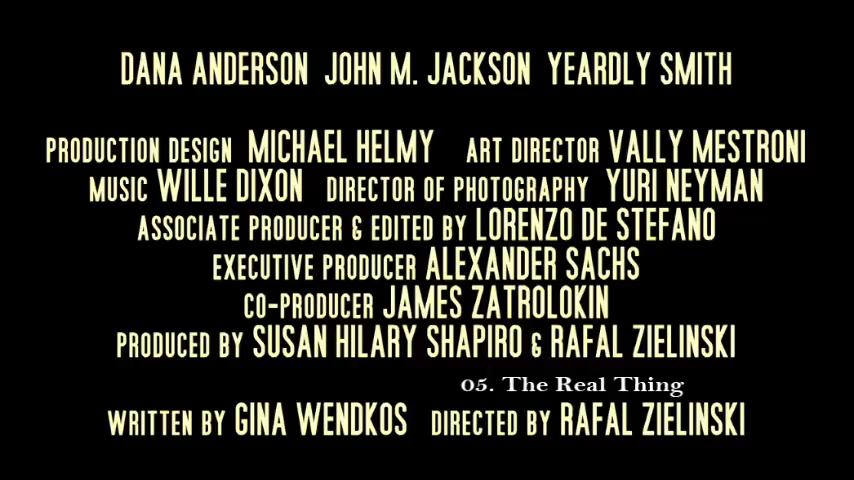 DANA ANDERSON JOHN M. JACKSON YEARDLY SMITH
PRODUCTION DESIGN MICHAEL HELMY ART DIRECTOR VALLY MESTRONI
MUSIC WILLE DIXON DIRECTOR OF PHOTOGRAPHY YURI NEYMAN
ASSOCIATE PRODUCER & EDITED BY LORENZO DE STEFANO
EXECUTIVE PRODUCER ALEXANDER SACHS
CO-PRODUCER JAMES ZATROLOKIN
PRODUCED BY SUSAN HILARY SHAPIRO & RAFAL ZIELINSKI
05. The Real Thing
WRITTEN BY GINA WENDKOS DIRECTED BY RAFAL ZIELINSKI